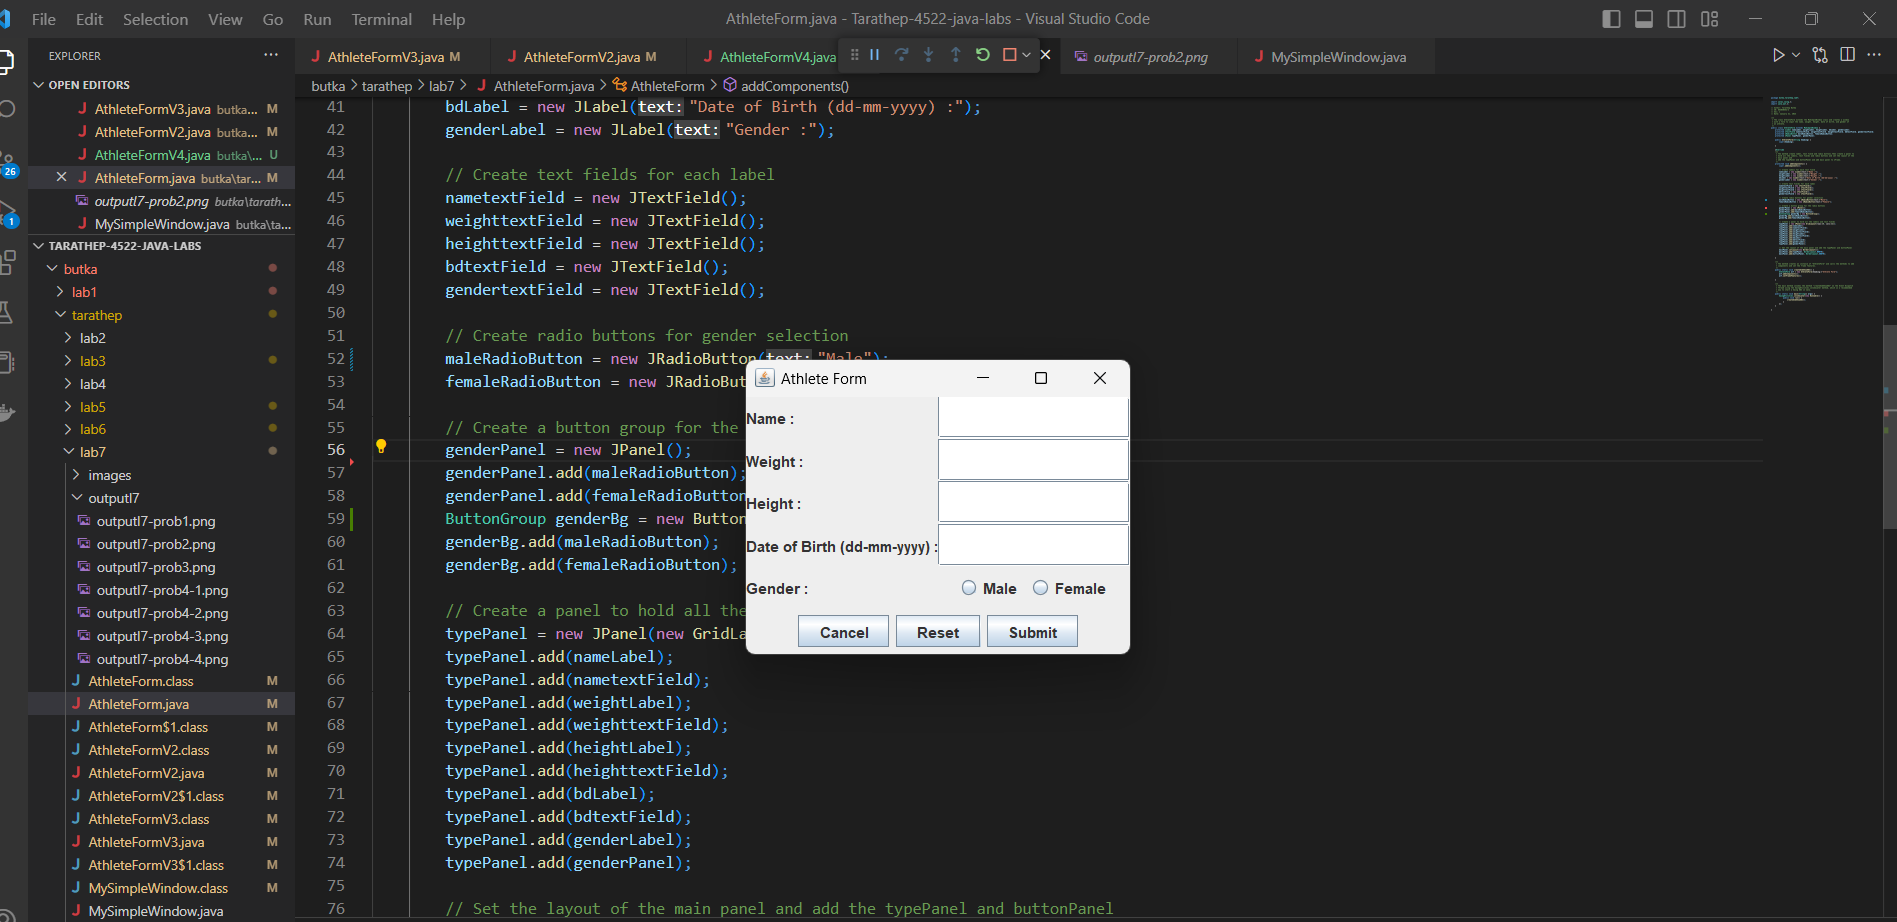 File Edit Selection View Go Run Terminal Help
AthleteForm.java - Tarathep-4522-java-labs - Visual Studio Code
EXPLORER
OPEN EDITORS
AthleteFormV3.java butka... M
AthleteFormV2.java butka... M
AthleteFormV4.java butka\... U
AthleteForm.java butka\tar... M
outputl7-prob2.png butka\tarath...
MySimpleWindow.java butka\ta...
26
1
TARATHEP-4522-JAVA-LABS
butka
lab1
tarathep
lab2
lab3
lab4
lab5
lab6
lab7
images
outputl7
outputl7-prob1.png
outputl7-prob2.png
outputl7-prob3.png
outputl7-prob4-1.png
outputl7-prob4-2.png
outputl7-prob4-3.png
outputl7-prob4-4.png
AthleteForm.class M
AthleteForm.java M
AthleteForm$1.class M
AthleteFormV2.class M
AthleteFormV2.java M
AthleteFormV2$1.class M
AthleteFormV3.class M
AthleteFormV3.java M
AthleteFormV3$1.class M
MySimpleWindow.class M
MySimpleWindow.java
AthleteFormV3.java M
AthleteFormV2.java M
AthleteFormV4.java
outputl7-prob2.png
MySimpleWindow.java
butka > tarathep > lab7 > AthleteForm.java > AthleteForm > addComponents()
41 bdLabel = new JLabel(text: "Date of Birth (dd-mm-yyyy) :");
42 genderLabel = new JLabel(text: "Gender :");
43
44 // Create text fields for each label
45 nametextField = new JTextField();
46 weighttextField = new JTextField();
47 heighttextField = new JTextField();
48 bdtextField = new JTextField();
49 gendertextField = new JTextField();
50
51 // Create radio buttons for gender selection
52 maleRadioButton = new JRadioButton(text: "Male");
53 femaleRadioButton = new JRadioBut
54
55 // Create a button group for the
56 genderPanel = new JPanel();
57 genderPanel.add(maleRadioButton);
58 genderPanel.add(femaleRadioButton
59 ButtonGroup genderBg = new Button
60 genderBg.add(maleRadioButton);
61 genderBg.add(femaleRadioButton);
62
63 // Create a panel to hold all the
64 typePanel = new JPanel(new GridLa
65 typePanel.add(nameLabel);
66 typePanel.add(nametextField);
67 typePanel.add(weightLabel);
68 typePanel.add(weighttextField);
69 typePanel.add(heightLabel);
70 typePanel.add(heighttextField);
71 typePanel.add(bdLabel);
72 typePanel.add(bdtextField);
73 typePanel.add(genderLabel);
74 typePanel.add(genderPanel);
75
76 // Set the layout of the main panel and add the typePanel and buttonPanel
Athlete Form
Name :
Weight :
Height :
Date of Birth (dd-mm-yyyy) :
Gender : Male Female
Cancel Reset Submit